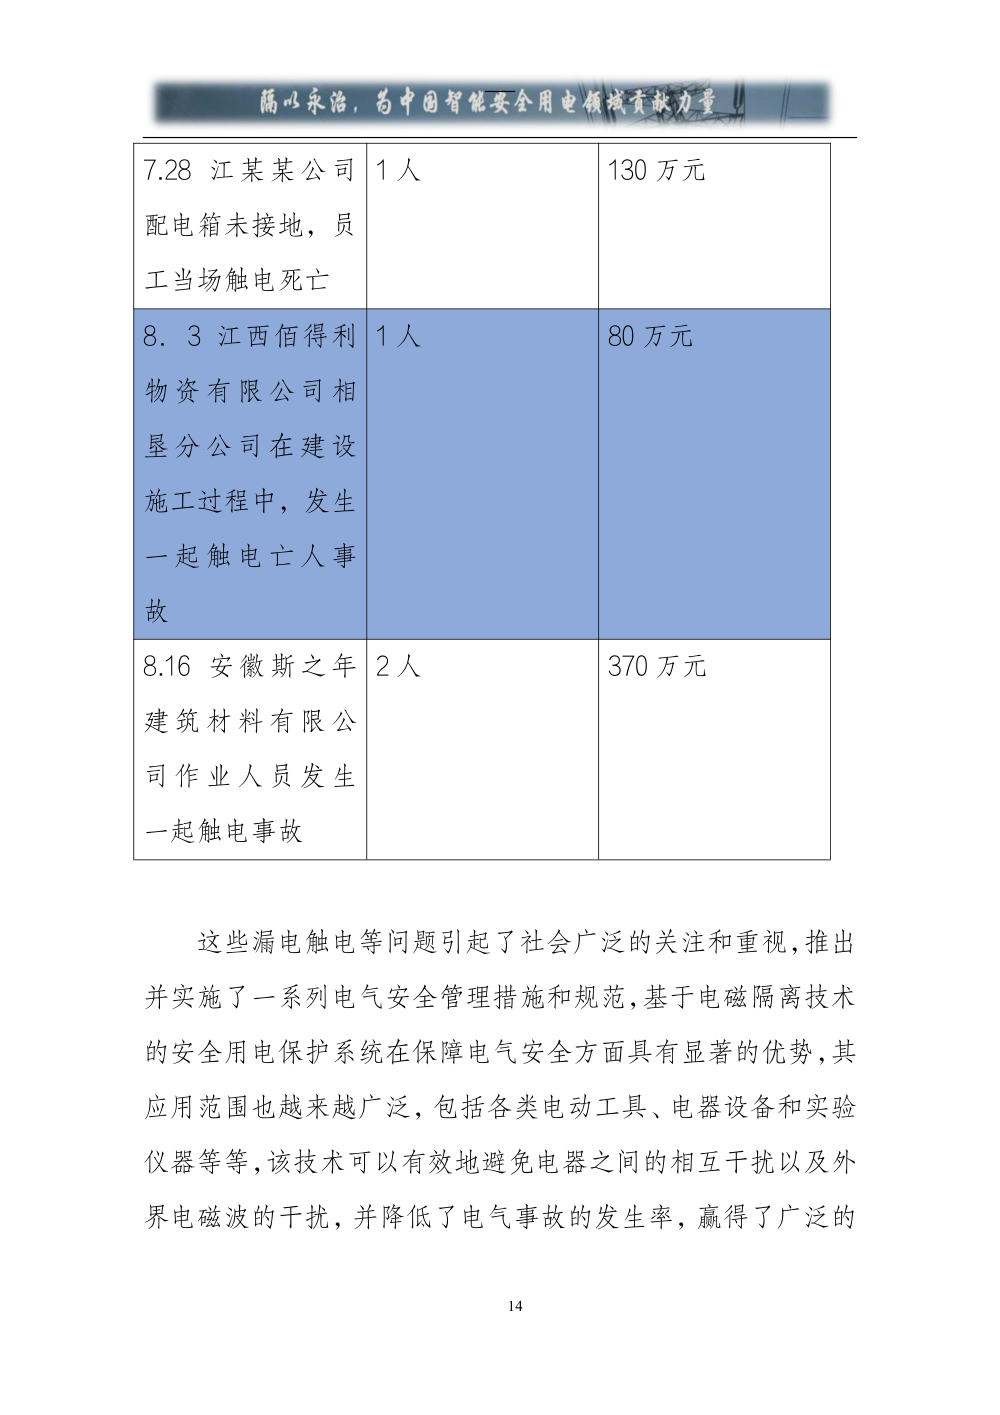 隔以永治，为中国智能安全用电领域贡献力量
7.28 江某某公司 1人 130万元
配电箱未接地，员
工当场触电死亡
8．3 江西佰得利 1人 80万元
物资有限公司相
垦分公司在建设
施工过程中，发生
一起触电亡人事
故
8.16 安徽斯之年 2人 370万元
建筑材料有限公
司作业人员发生
一起触电事故
这些漏电触电等问题引起了社会广泛的关注和重视，推出
并实施了一系列电气安全管理措施和规范，基于电磁隔离技术
的安全用电保护系统在保障电气安全方面具有显著的优势，其
应用范围也越来越广泛，包括各类电动工具、电器设备和实验
仪器等等，该技术可以有效地避免电器之间的相互干扰以及外
界电磁波的干扰，并降低了电气事故的发生率，赢得了广泛的
14